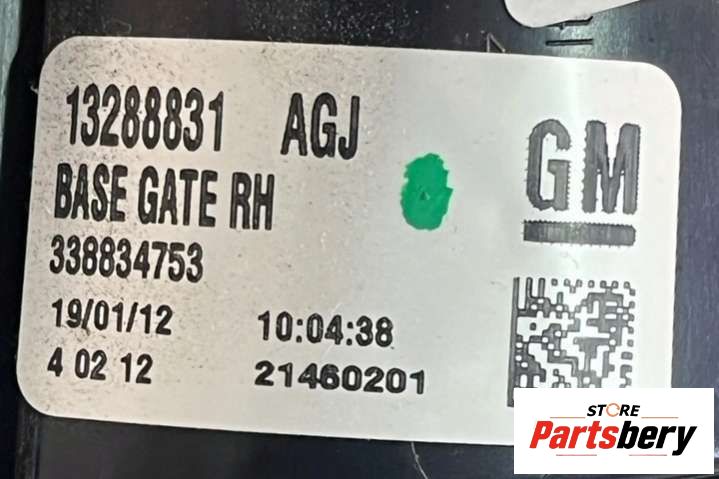 13288831 AGJ
GM
BASE GATE RH
338834753
19/01/12 10:04:38
4 02 12 21460201
STORE
Partsbery